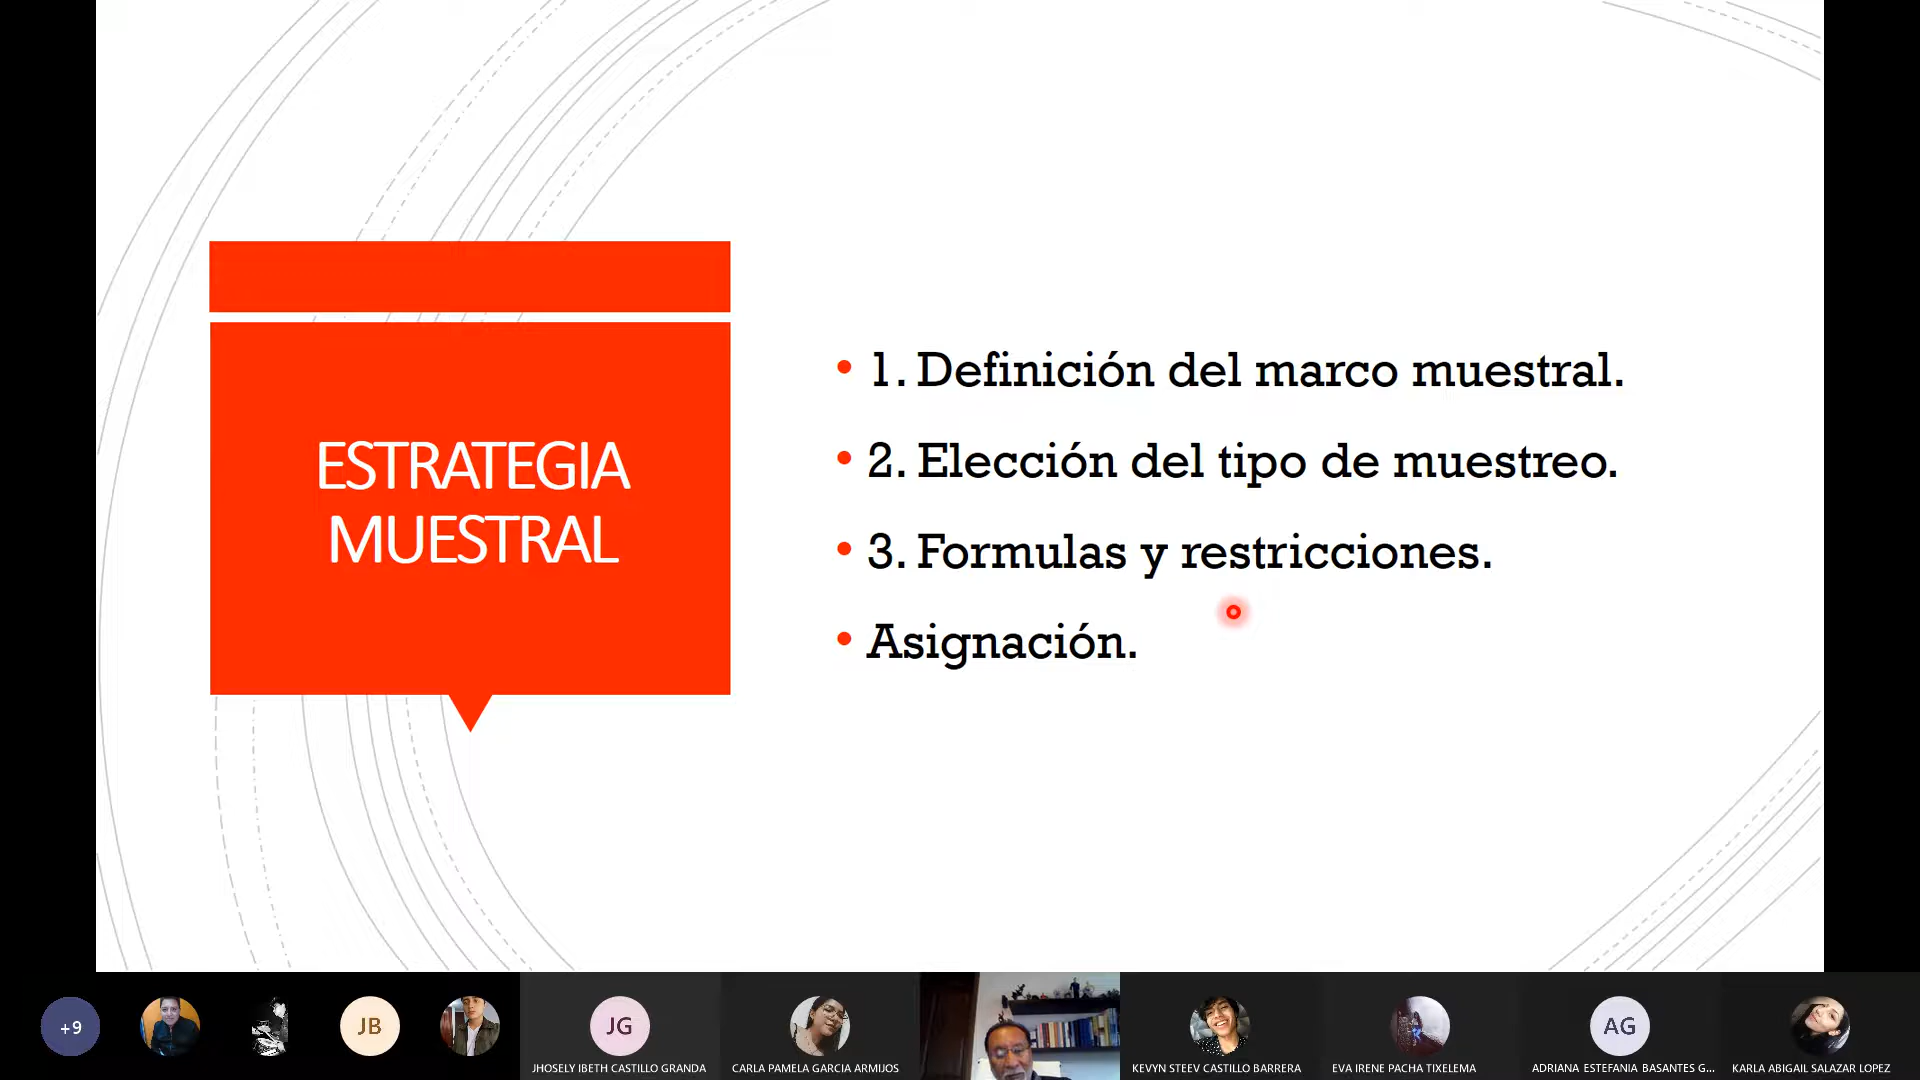 ESTRATEGIA
MUESTRAL
• 1. Definición del marco muestral.
• 2. Elección del tipo de muestreo.
• 3. Formulas y restricciones.
• Asignación.
+9
JB
JG
AG
JHOSELY IBETH CASTILLO GRANDA
CARLA PAMELA GARCIA ARMIJOS
KEVYN STEEV CASTILLO BARRERA
EVA IRENE PACHA TIXELEMA
ADRIANA ESTEFANIA BASANTES G...
KARLA ABIGAIL SALAZAR LOPEZ